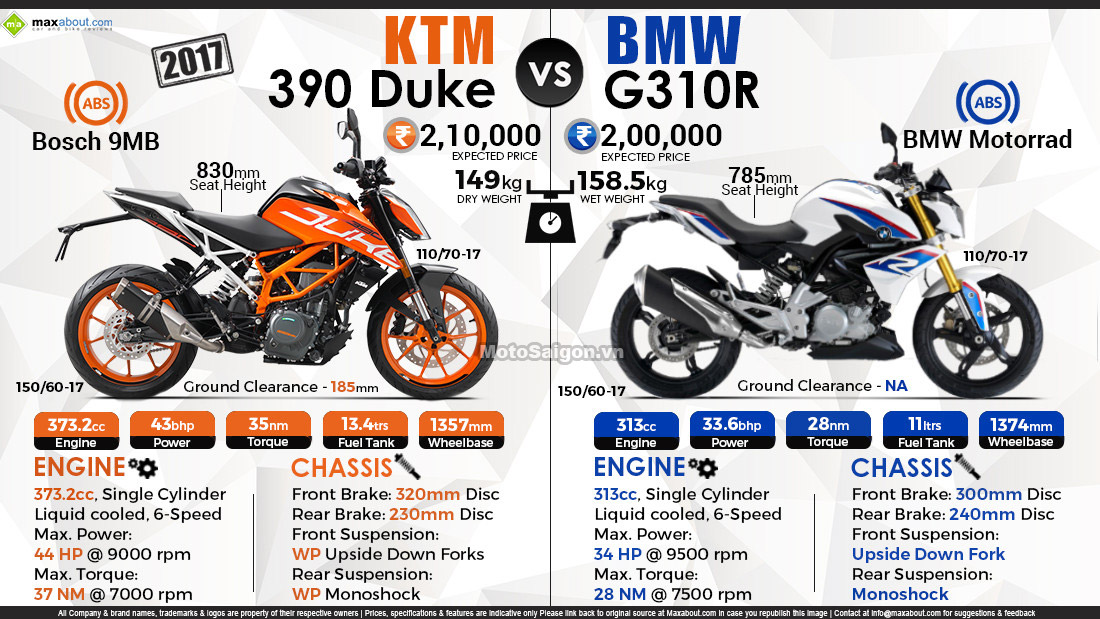 ma
maxabout.com
car and bike reviews
2017
KTM
390 Duke
VS
BMW
G310R
ABS
Bosch 9MB
₹ 2,10,000
EXPECTED PRICE
149kg
DRY WEIGHT
₹ 2,00,000
EXPECTED PRICE
158.5kg
WET WEIGHT
ABS
BMW Motorrad
830mm
Seat Height
DUKE
390
KTM
110/70-17
150/60-17
Ground Clearance - 185mm
785mm
Seat Height
R
110/70-17
150/60-17
Ground Clearance - NA
MotoSaigon.vn
373.2cc
Engine
43bhp
Power
35nm
Torque
13.4trs
Fuel Tank
1357mm
Wheelbase
313cc
Engine
33.6bhp
Power
28nm
Torque
11ltrs
Fuel Tank
1374mm
Wheelbase
ENGINE
373.2cc, Single Cylinder
Liquid cooled, 6-Speed
Max. Power:
44 HP @ 9000 rpm
Max. Torque:
37 NM @ 7000 rpm
CHASSIS
Front Brake: 320mm Disc
Rear Brake: 230mm Disc
Front Suspension:
WP Upside Down Forks
Rear Suspension:
WP Monoshock
ENGINE
313cc, Single Cylinder
Liquid cooled, 6-Speed
Max. Power:
34 HP @ 9500 rpm
Max. Torque:
28 NM @ 7500 rpm
CHASSIS
Front Brake: 300mm Disc
Rear Brake: 240mm Disc
Front Suspension:
Upside Down Fork
Rear Suspension:
Monoshock
All Company & brand names, trademarks & logos are property of their respective owners | Prices, specifications & features are indicative only Please link back to original source at Maxabout.com in case you republish this image | Contact at info@maxabout.com for suggestions & feedback